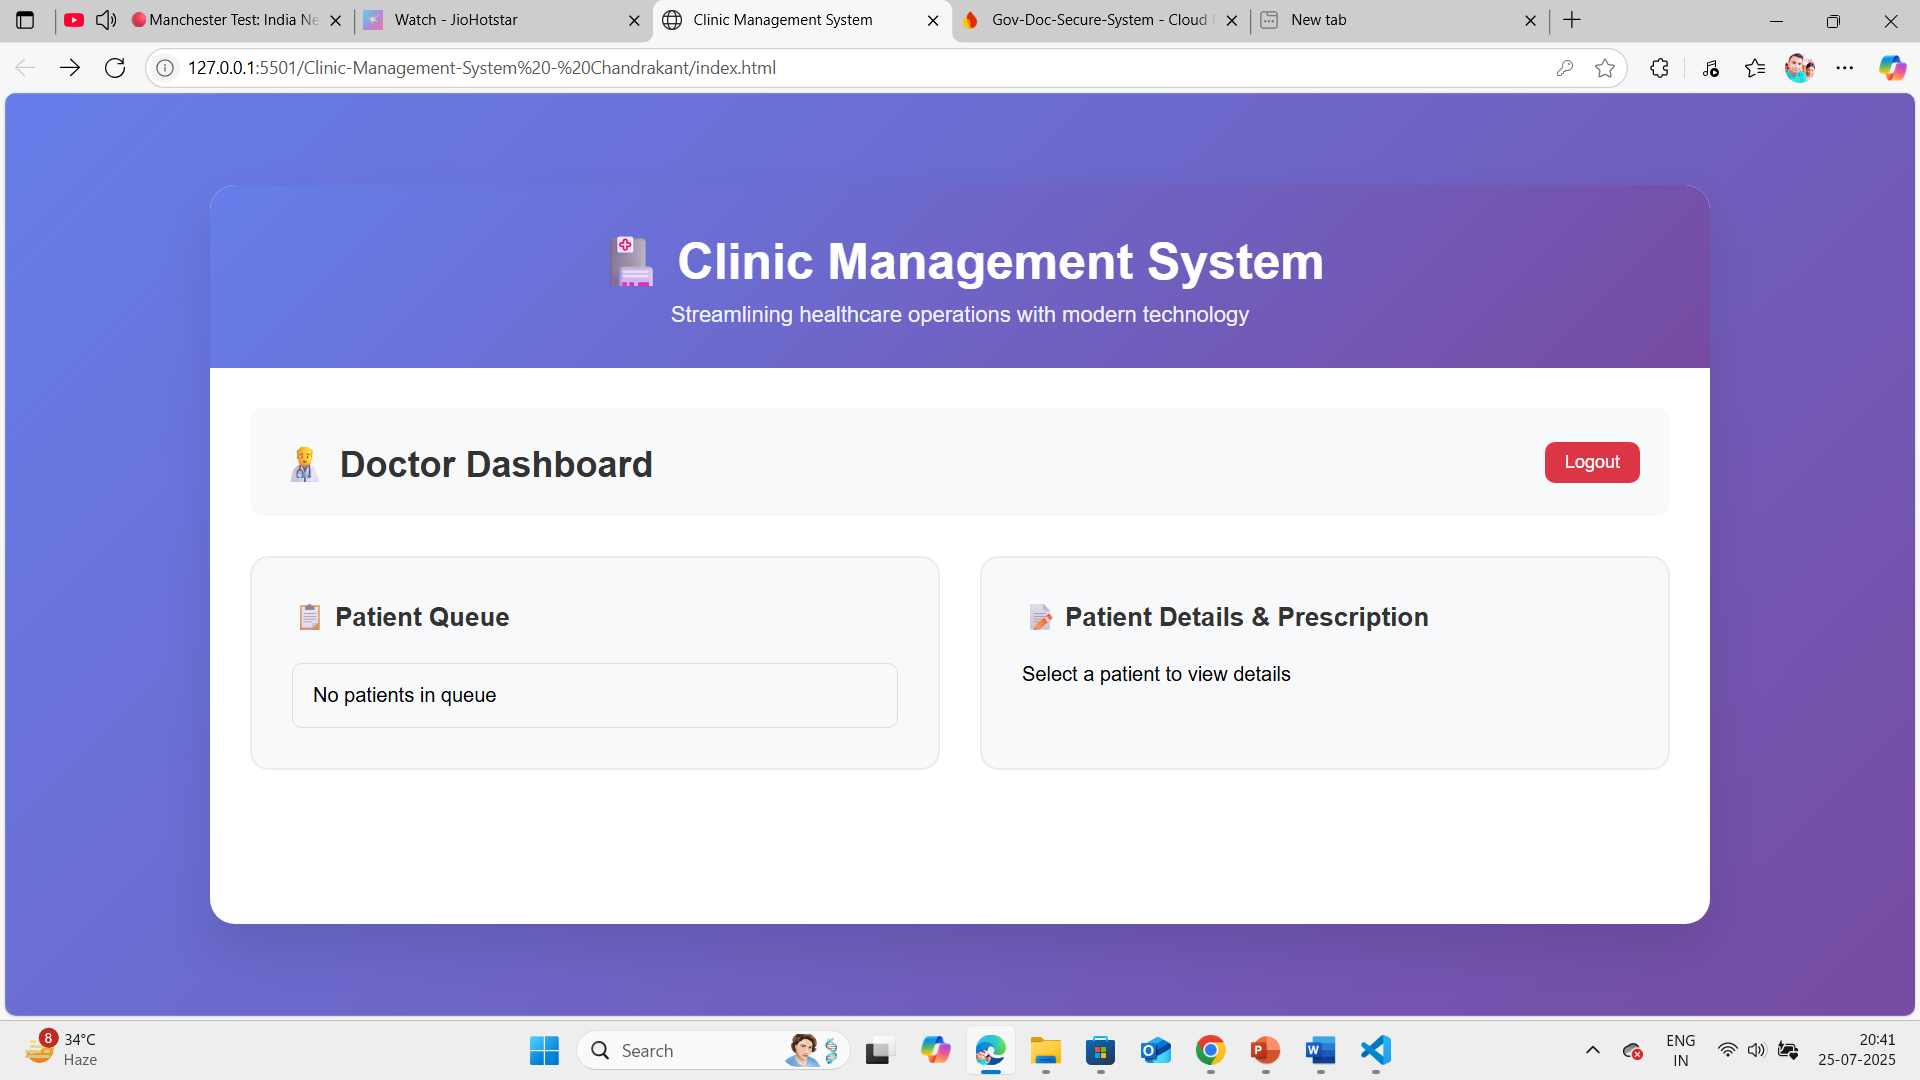 Manchester Test: India Ne
Watch - JioHotstar
Clinic Management System
Gov-Doc-Secure-System - Cloud
New tab
127.0.0.1:5501/Clinic-Management-System%20-%20Chandrakant/index.html
Clinic Management System
Streamlining healthcare operations with modern technology
Doctor Dashboard
Logout
Patient Queue
Patient Details & Prescription
No patients in queue
Select a patient to view details
8
34°C
Haze
Search
ENG
IN
20:41
25-07-2025